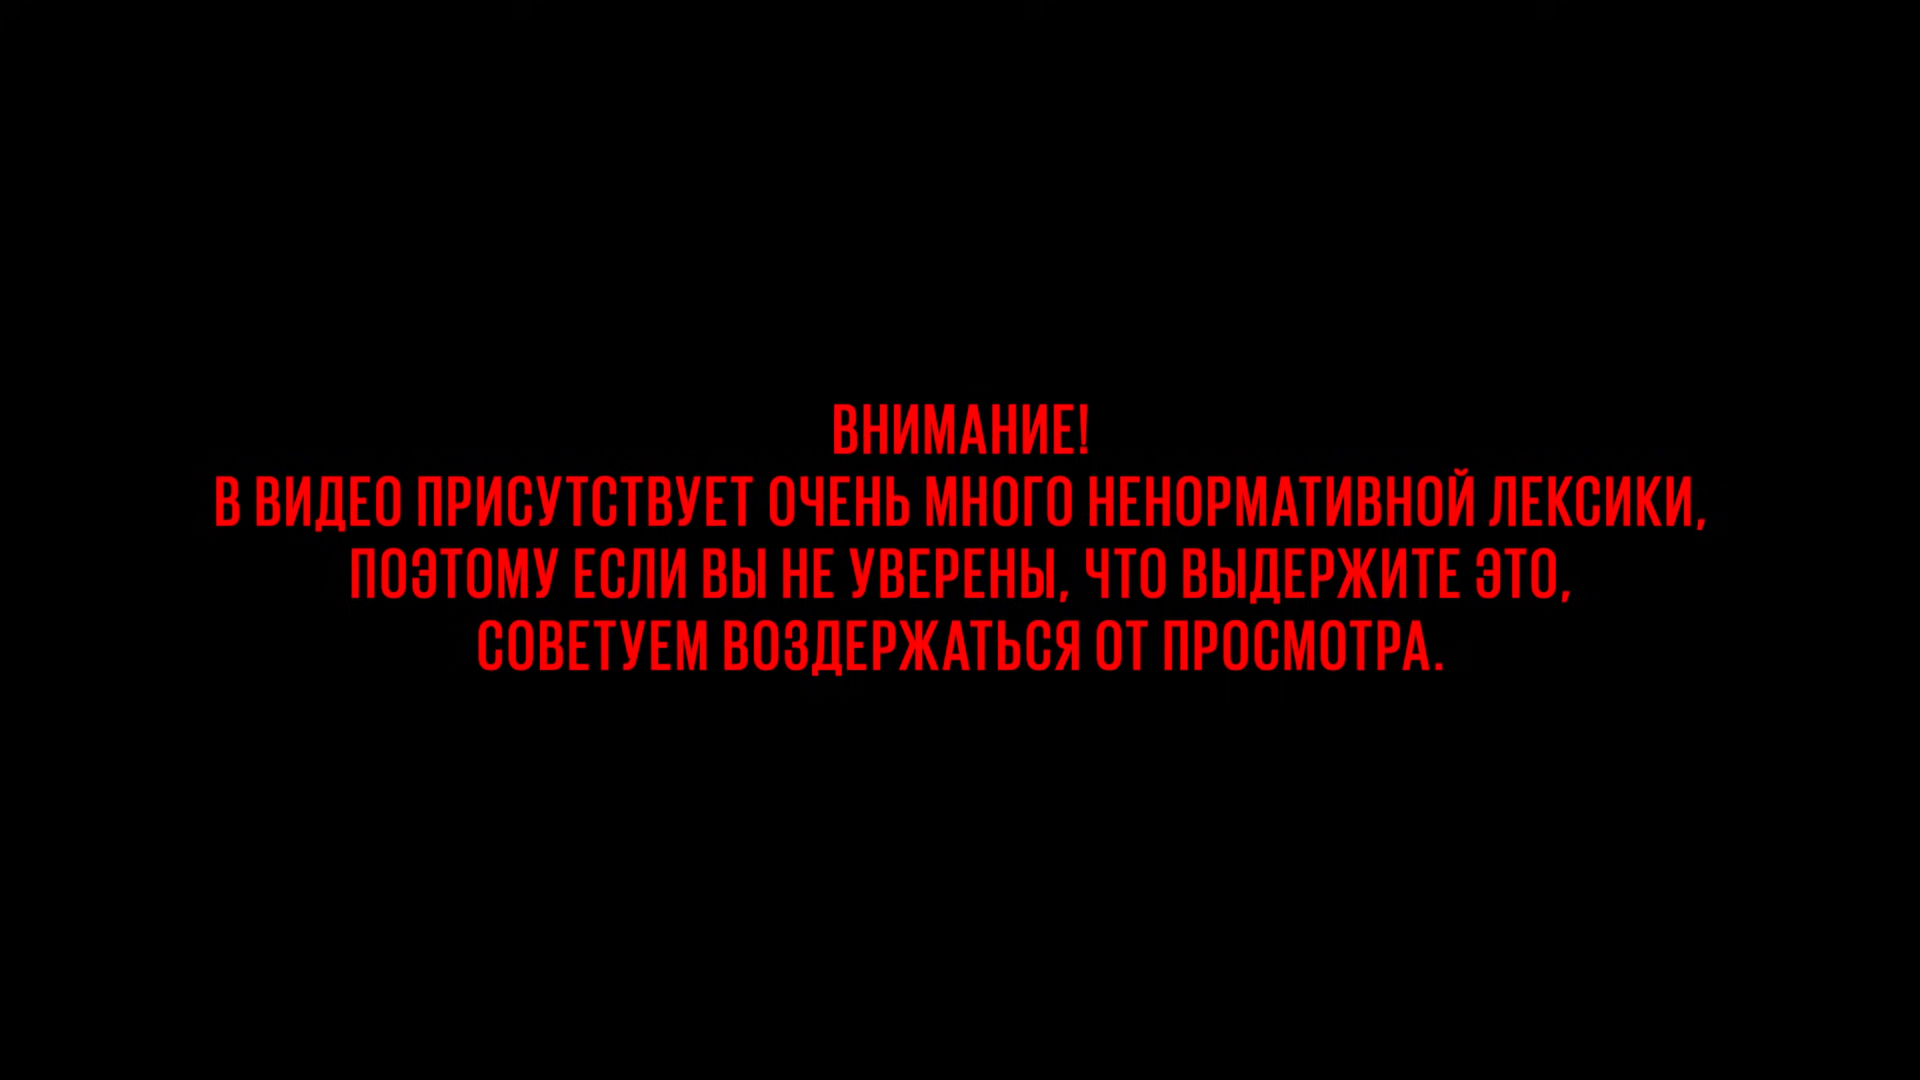 ВНИМАНИЕ!
В ВИДЕО ПРИСУТСТВУЕТ ОЧЕНЬ МНОГО НЕНОРМАТИВНОЙ ЛЕКСИКИ,
ПОЭТОМУ ЕСЛИ ВЫ НЕ УВЕРЕНЫ, ЧТО ВЫДЕРЖИТЕ ЭТО,
СОВЕТУЕМ ВОЗДЕРЖАТЬСЯ ОТ ПРОСМОТРА.